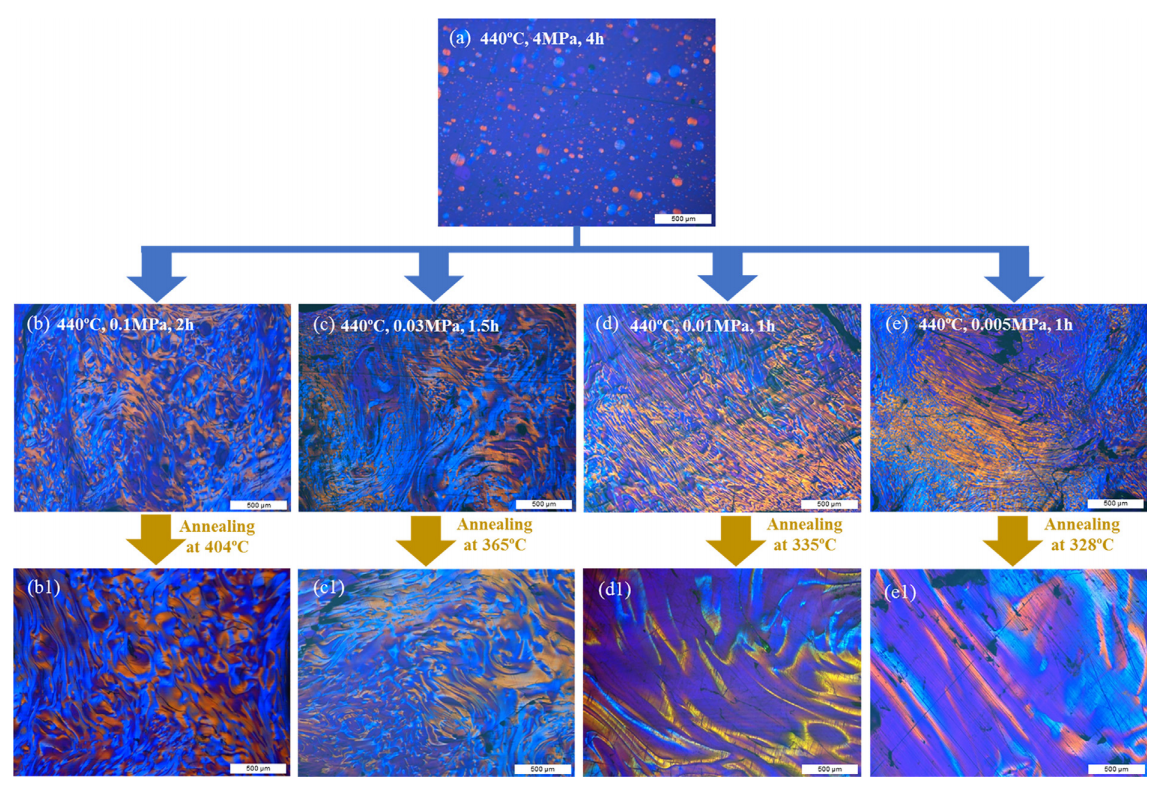 (a) 440ºC, 4MPa, 4h
500 µm
(b) 440ºC, 0.1MPa, 2h
500 µm
(c) 440ºC, 0.03MPa, 1.5h
500 µm
(d) 440ºC, 0.01MPa, 1h
500 µm
(e) 440ºC, 0.005MPa, 1h
500 µm
Annealing
at 404ºC
Annealing
at 365ºC
Annealing
at 335ºC
Annealing
at 328ºC
(b1)
500 µm
(c1)
500 µm
(d1)
500 µm
(e1)
500 µm